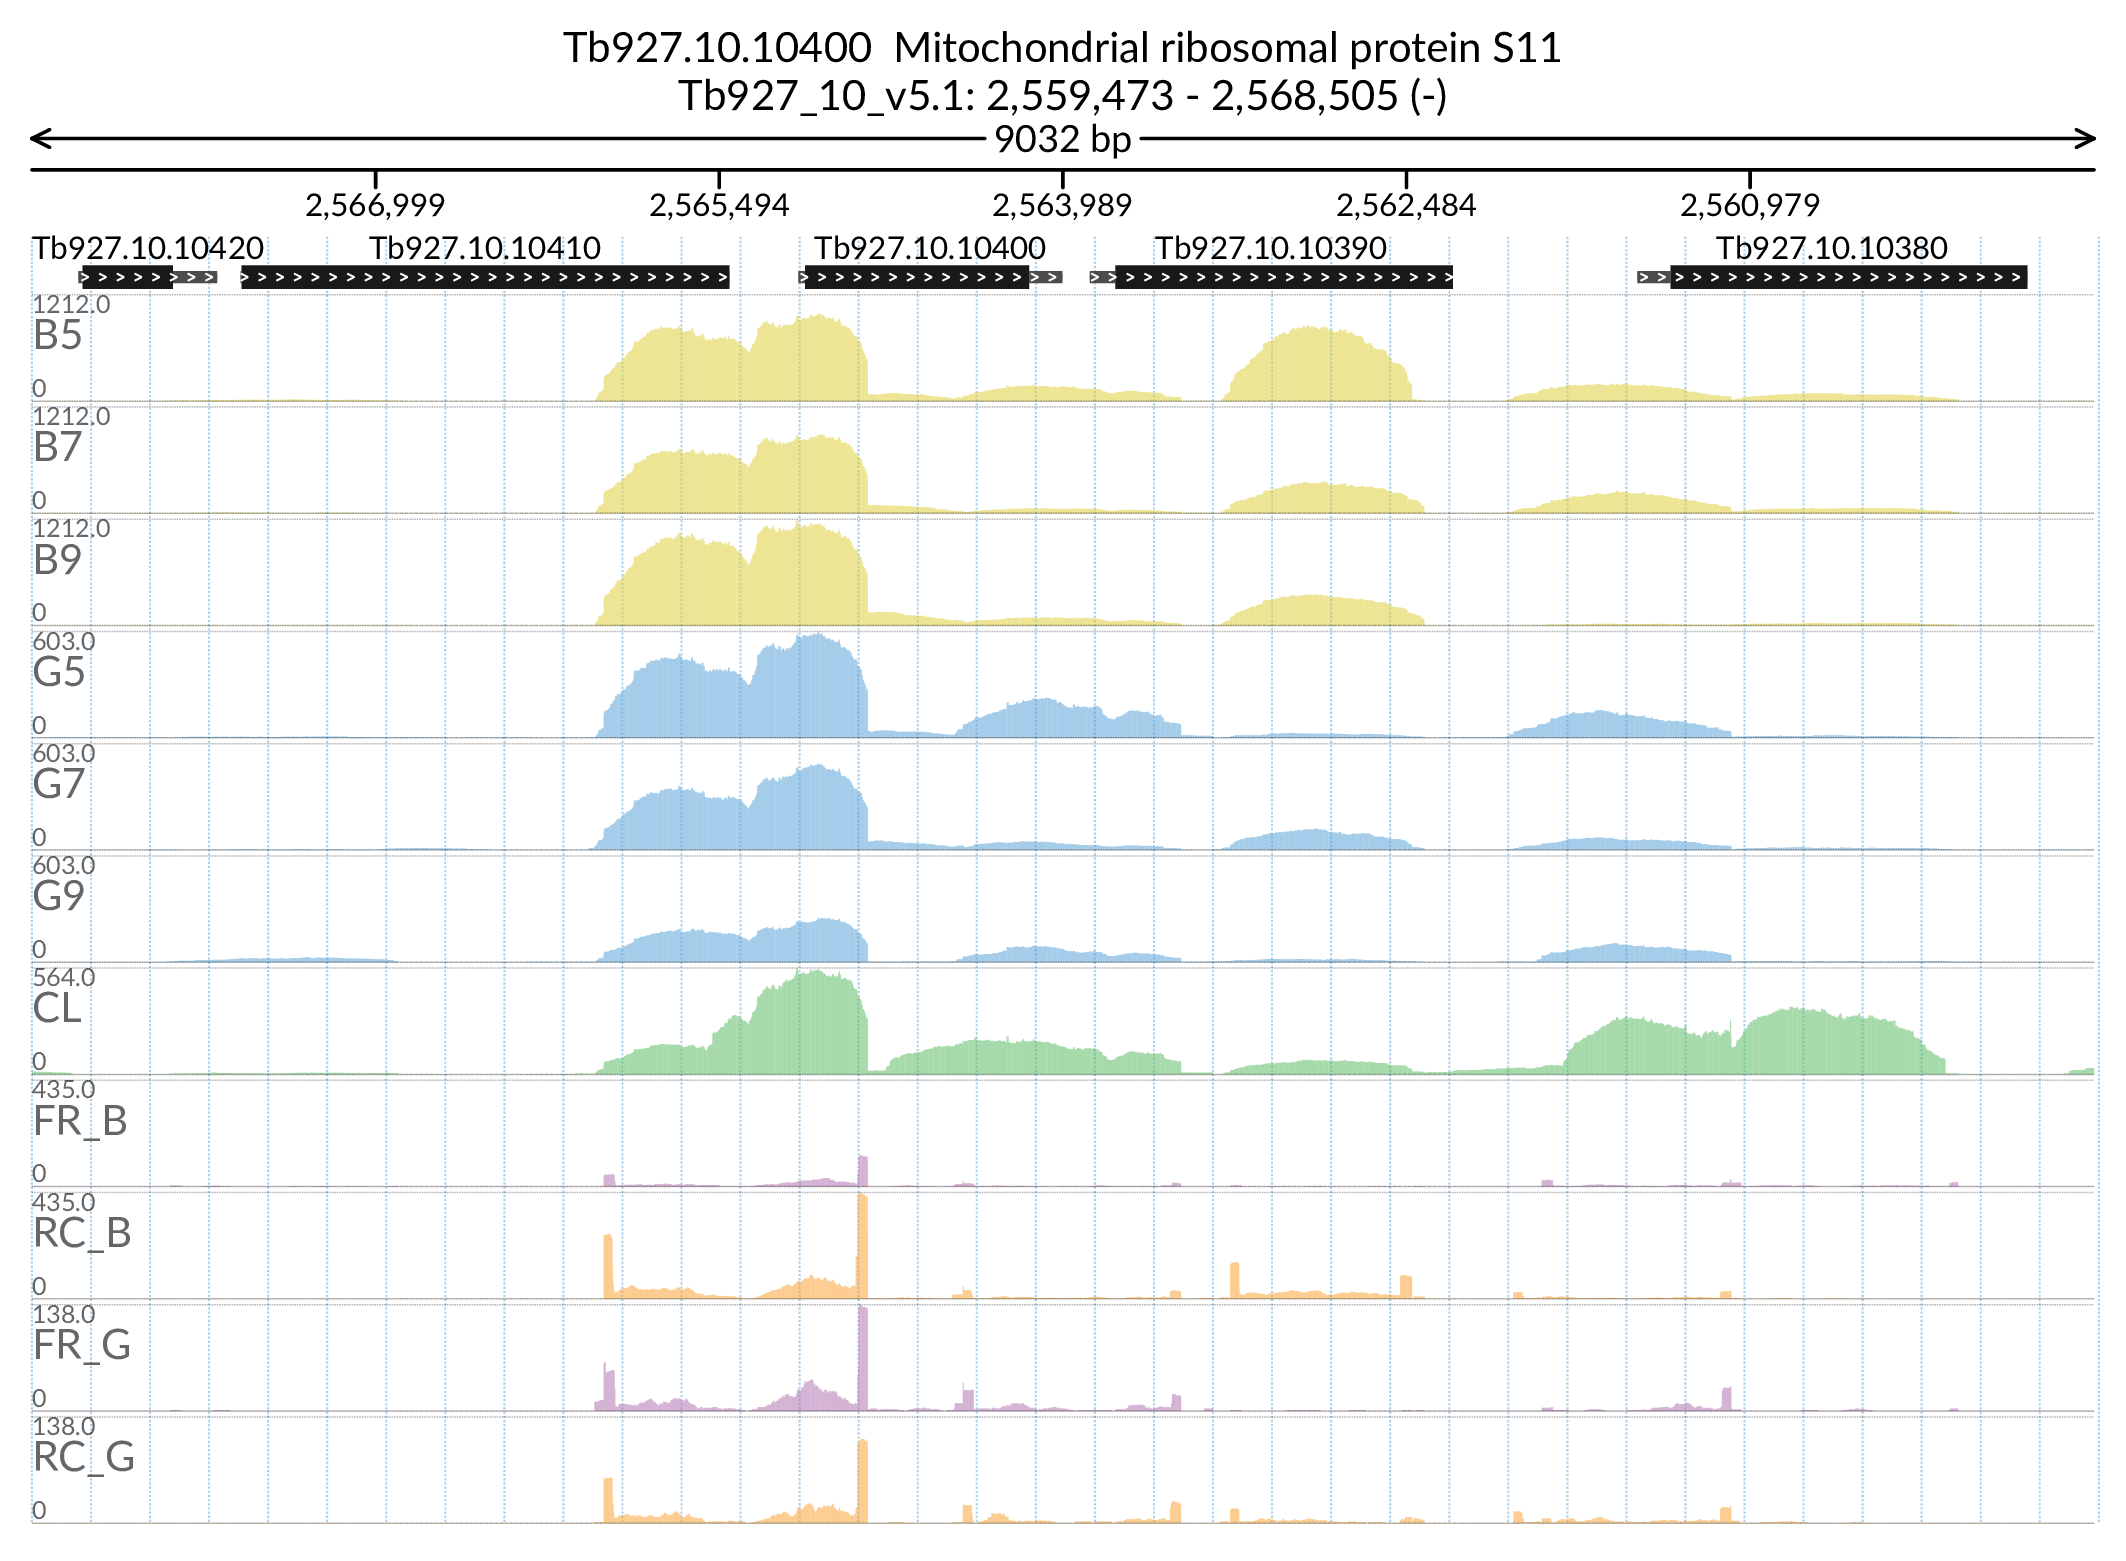 Tb927.10.10400  Mitochondrial ribosomal protein S11
Tb927_10_v5.1: 2,559,473 - 2,568,505 (-)
9032 bp
2,566,999 2,565,494 2,563,989 2,562,484 2,560,979
Tb927.10.10420 Tb927.10.10410 Tb927.10.10400 Tb927.10.10390 Tb927.10.10380
1212.0
B5
0
1212.0
B7
0
1212.0
B9
0
603.0
G5
0
603.0
G7
0
603.0
G9
0
564.0
CL
0
435.0
FR_B
0
435.0
RC_B
0
138.0
FR_G
0
138.0
RC_G
0